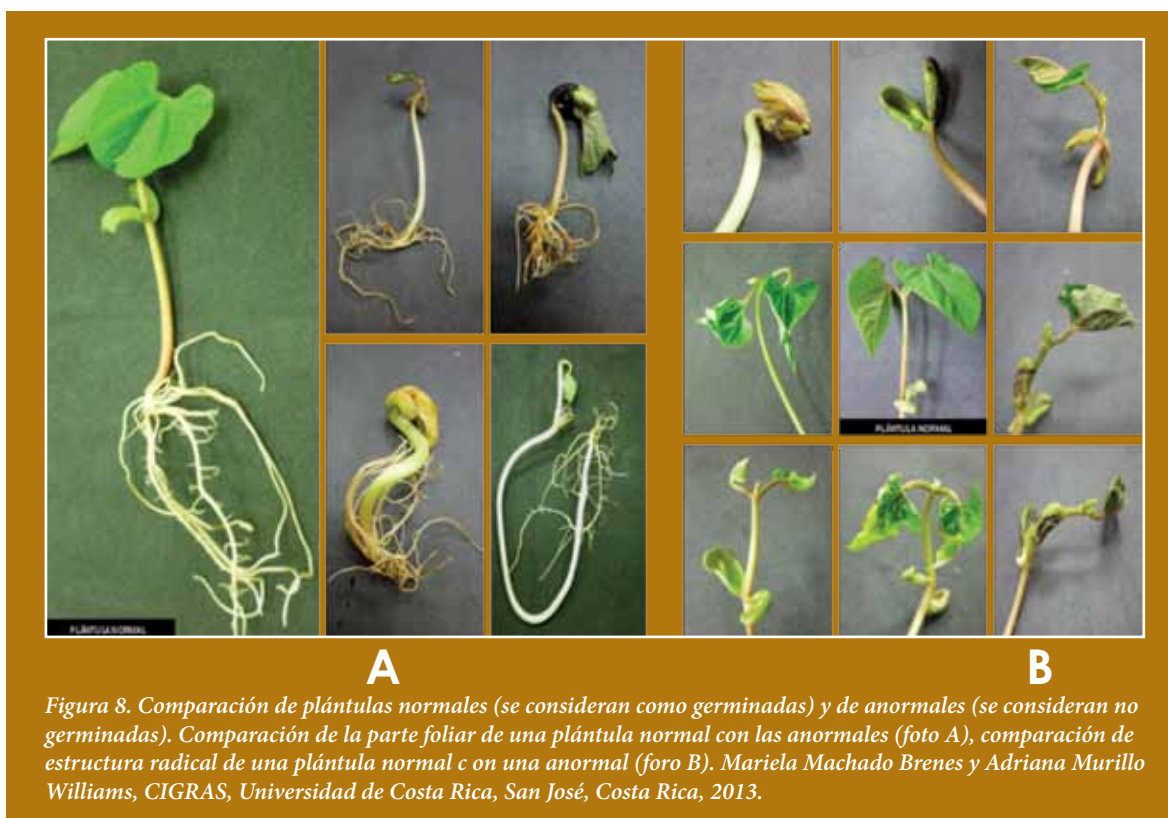 PLÁNTULA NORMAL
PLÁNTULA NORMAL
A
B
Figura 8. Comparación de plántulas normales (se consideran como germinadas) y de anormales (se consideran no
germinadas). Comparación de la parte foliar de una plántula normal con las anormales (foto A), comparación de
estructura radical de una plántula normal c on una anormal (foro B). Mariela Machado Brenes y Adriana Murillo
Williams, CIGRAS, Universidad de Costa Rica, San José, Costa Rica, 2013.